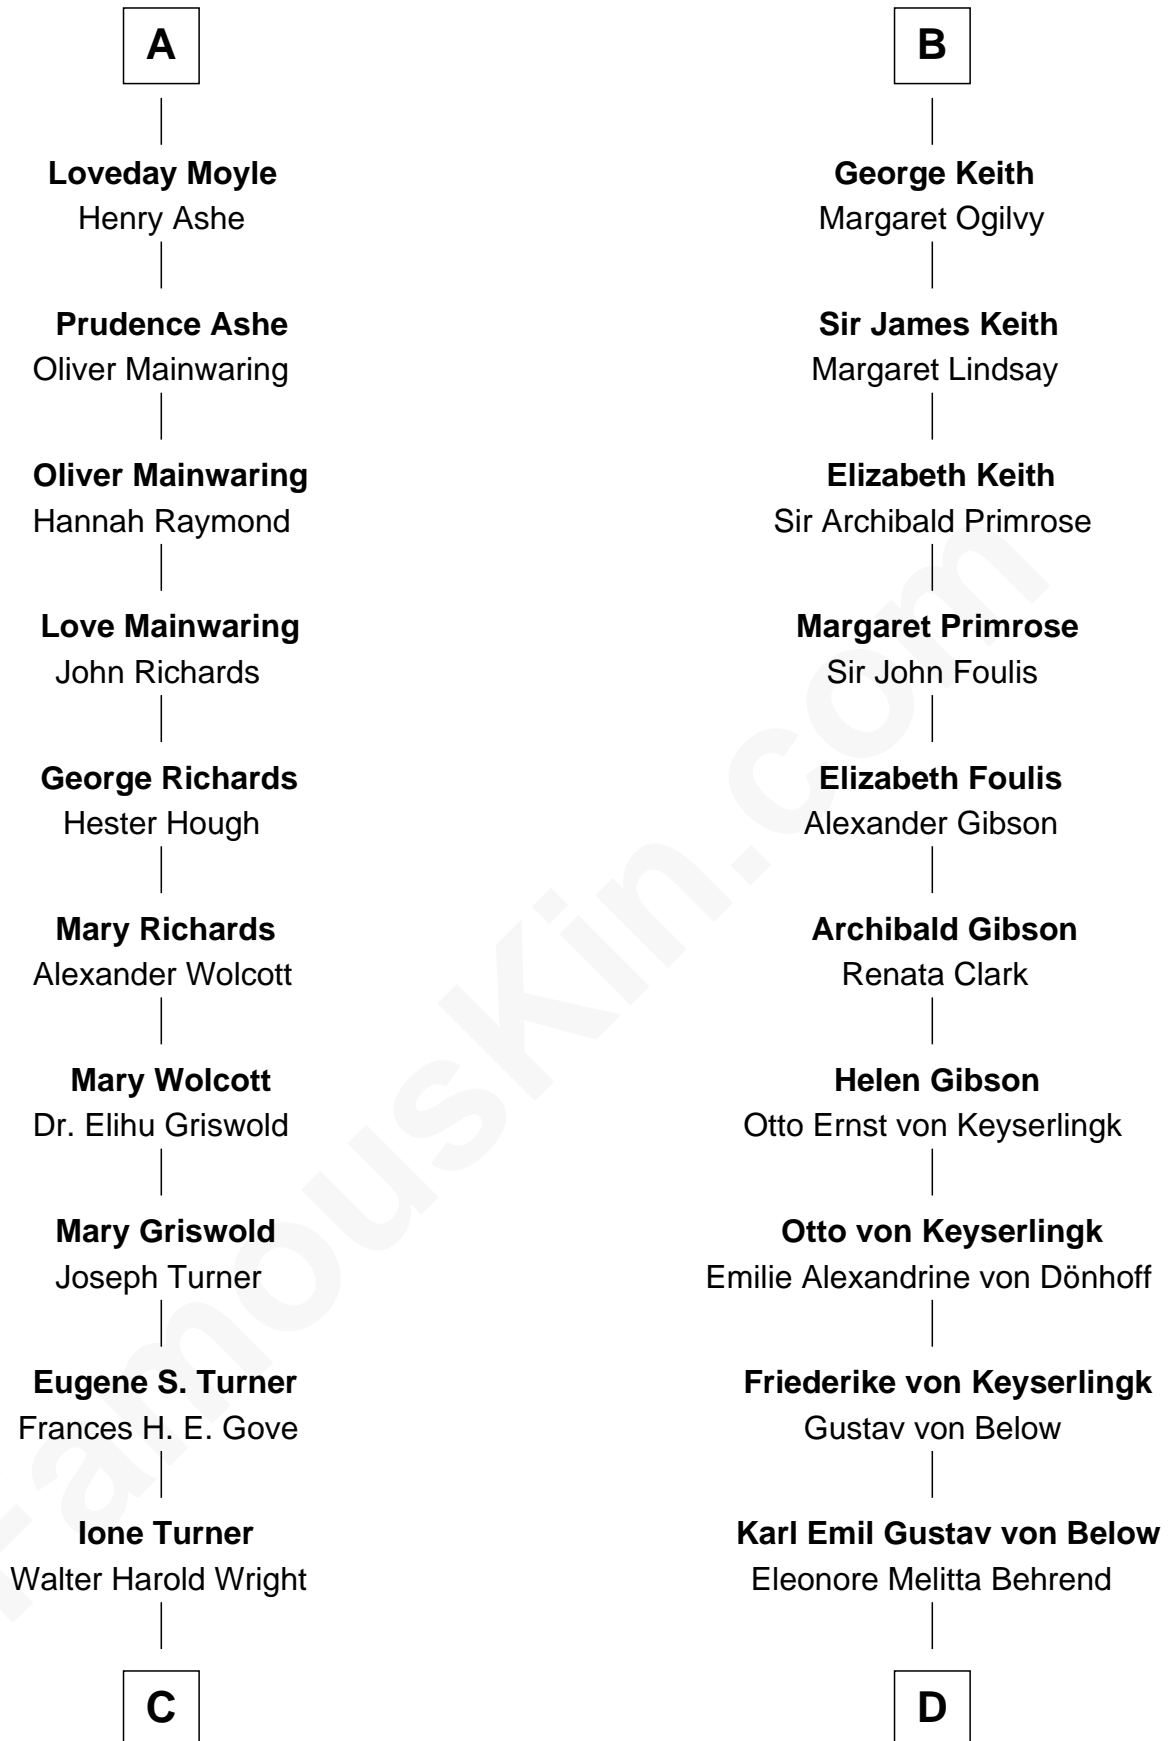 A
Loveday Moyle
Henry Ashe
Prudence Ashe
Oliver Mainwaring
Oliver Mainwaring
Hannah Raymond
Love Mainwaring
John Richards
George Richards
Hester Hough
Mary Richards
Alexander Wolcott
Mary Wolcott
Dr. Elihu Griswold
Mary Griswold
Joseph Turner
Eugene S. Turner
Frances H. E. Gove
Ione Turner
Walter Harold Wright
C
B
George Keith
Margaret Ogilvy
Sir James Keith
Margaret Lindsay
Elizabeth Keith
Sir Archibald Primrose
Margaret Primrose
Sir John Foulis
Elizabeth Foulis
Alexander Gibson
Archibald Gibson
Renata Clark
Helen Gibson
Otto Ernst von Keyserlingk
Otto von Keyserlingk
Emilie Alexandrine von Dönhoff
Friederike von Keyserlingk
Gustav von Below
Karl Emil Gustav von Below
Eleonore Melitta Behrend
D
FamousKin.com